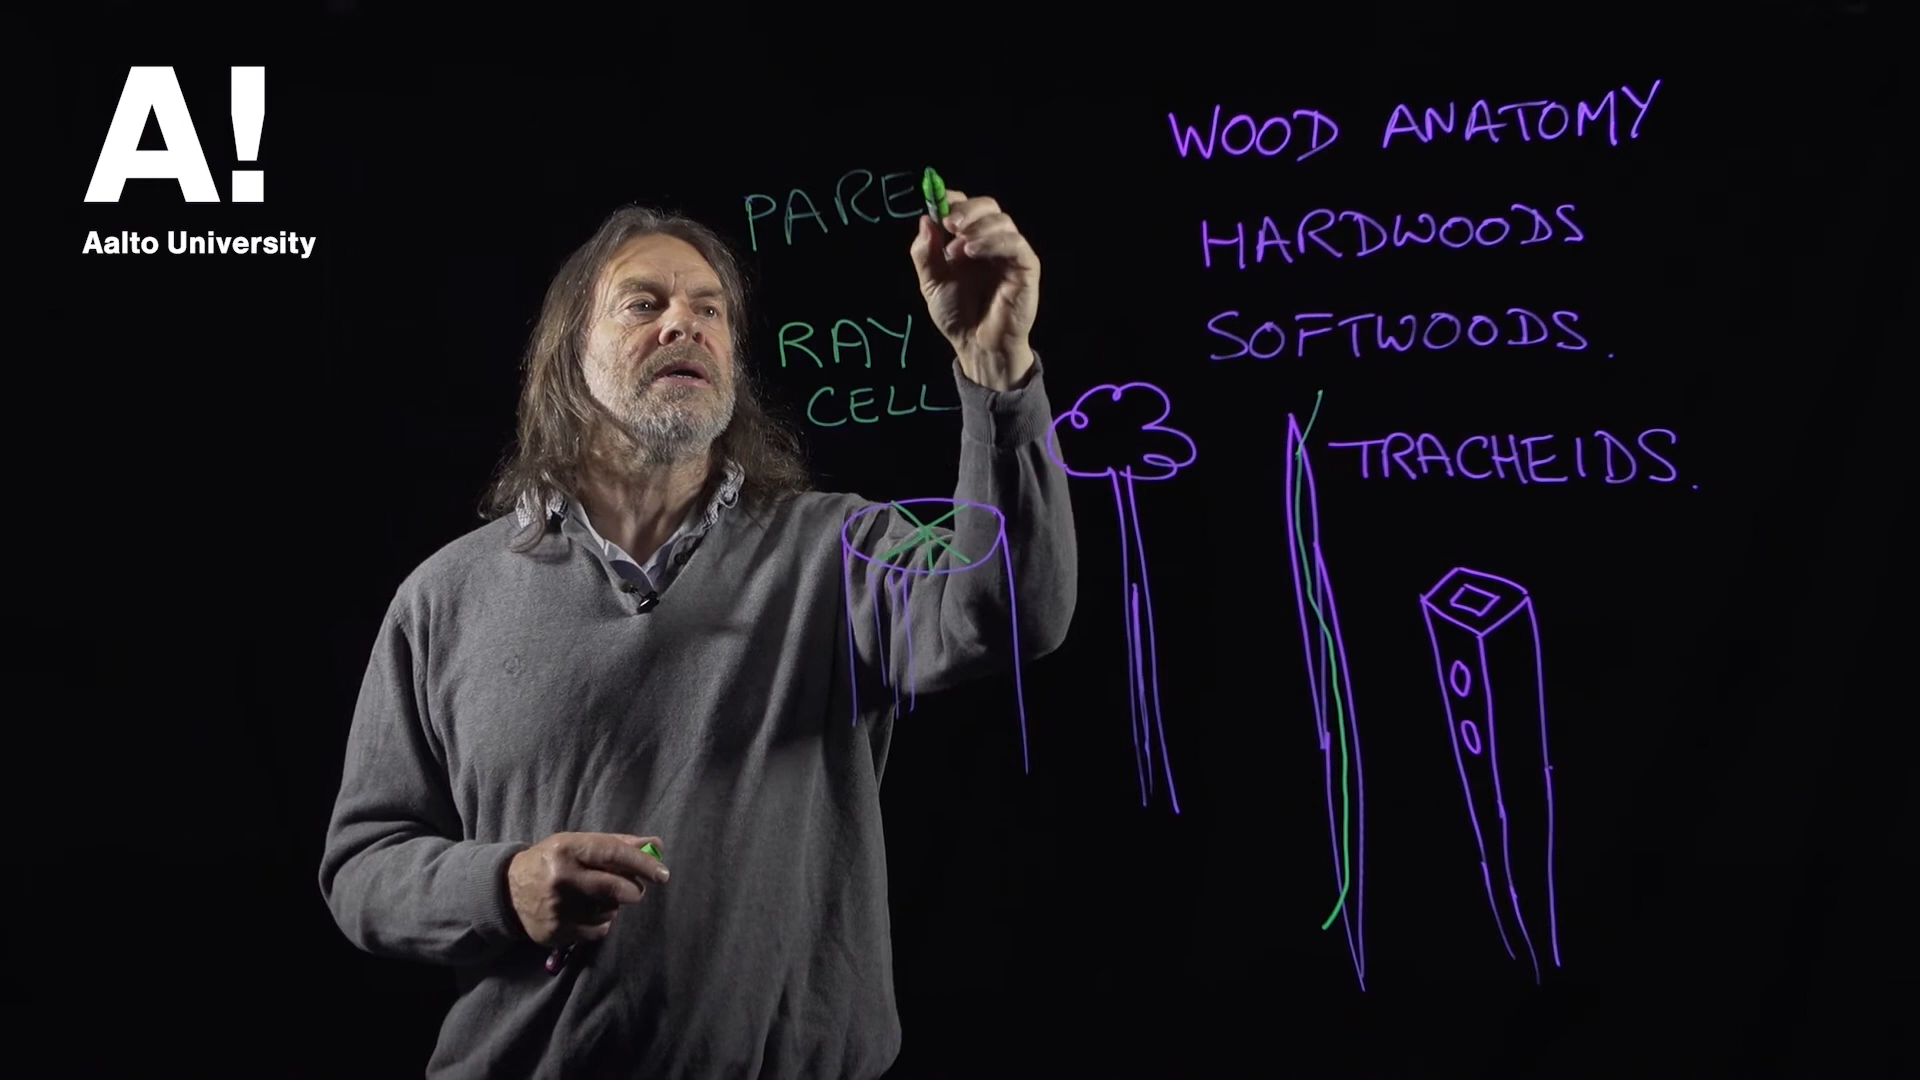 A!
Aalto University
WOOD ANATOMY
HARDWOODS
SOFTWOODS.
TRACHEIDS.
PARE
RAY
CELL